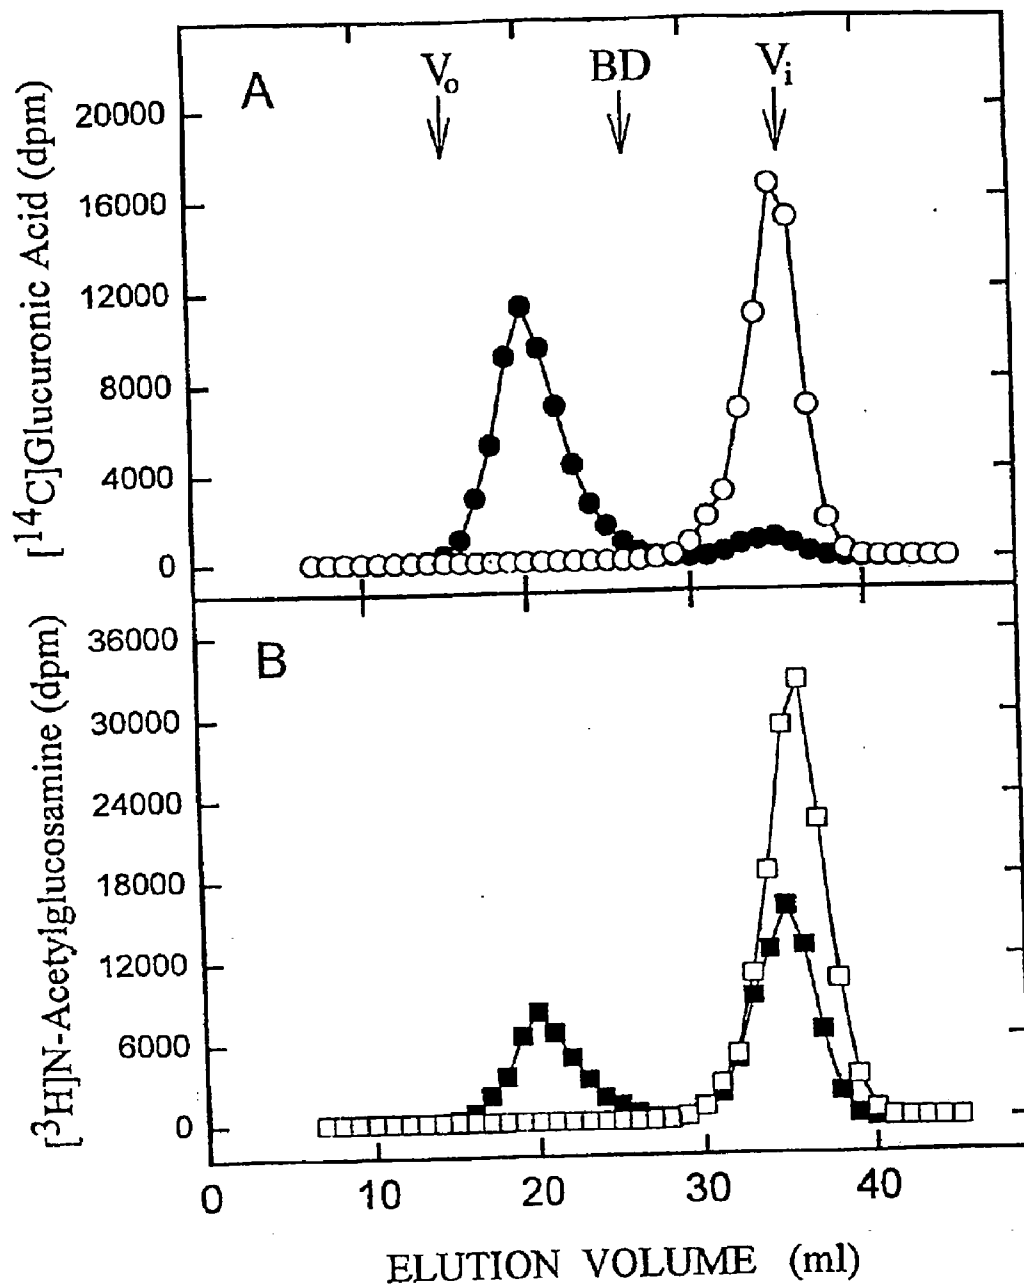 A
V₀
BD
Vᵢ
[¹⁴C]Glucuronic Acid (dpm)
20000
16000
12000
8000
4000
0
B
[³H]N-Acetylglucosamine (dpm)
36000
30000
24000
18000
12000
6000
0
0 10 20 30 40
ELUTION VOLUME (ml)